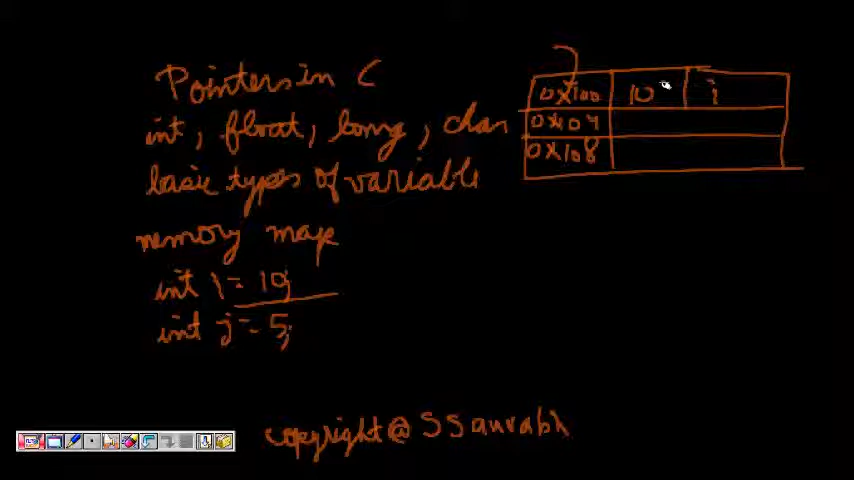 Pointers in C
int, float, long, char
basic types of variable
memory map
int i = 10;
int j = 5;
0x100 10 i
0x104
0x108
copyright@SSaurabh